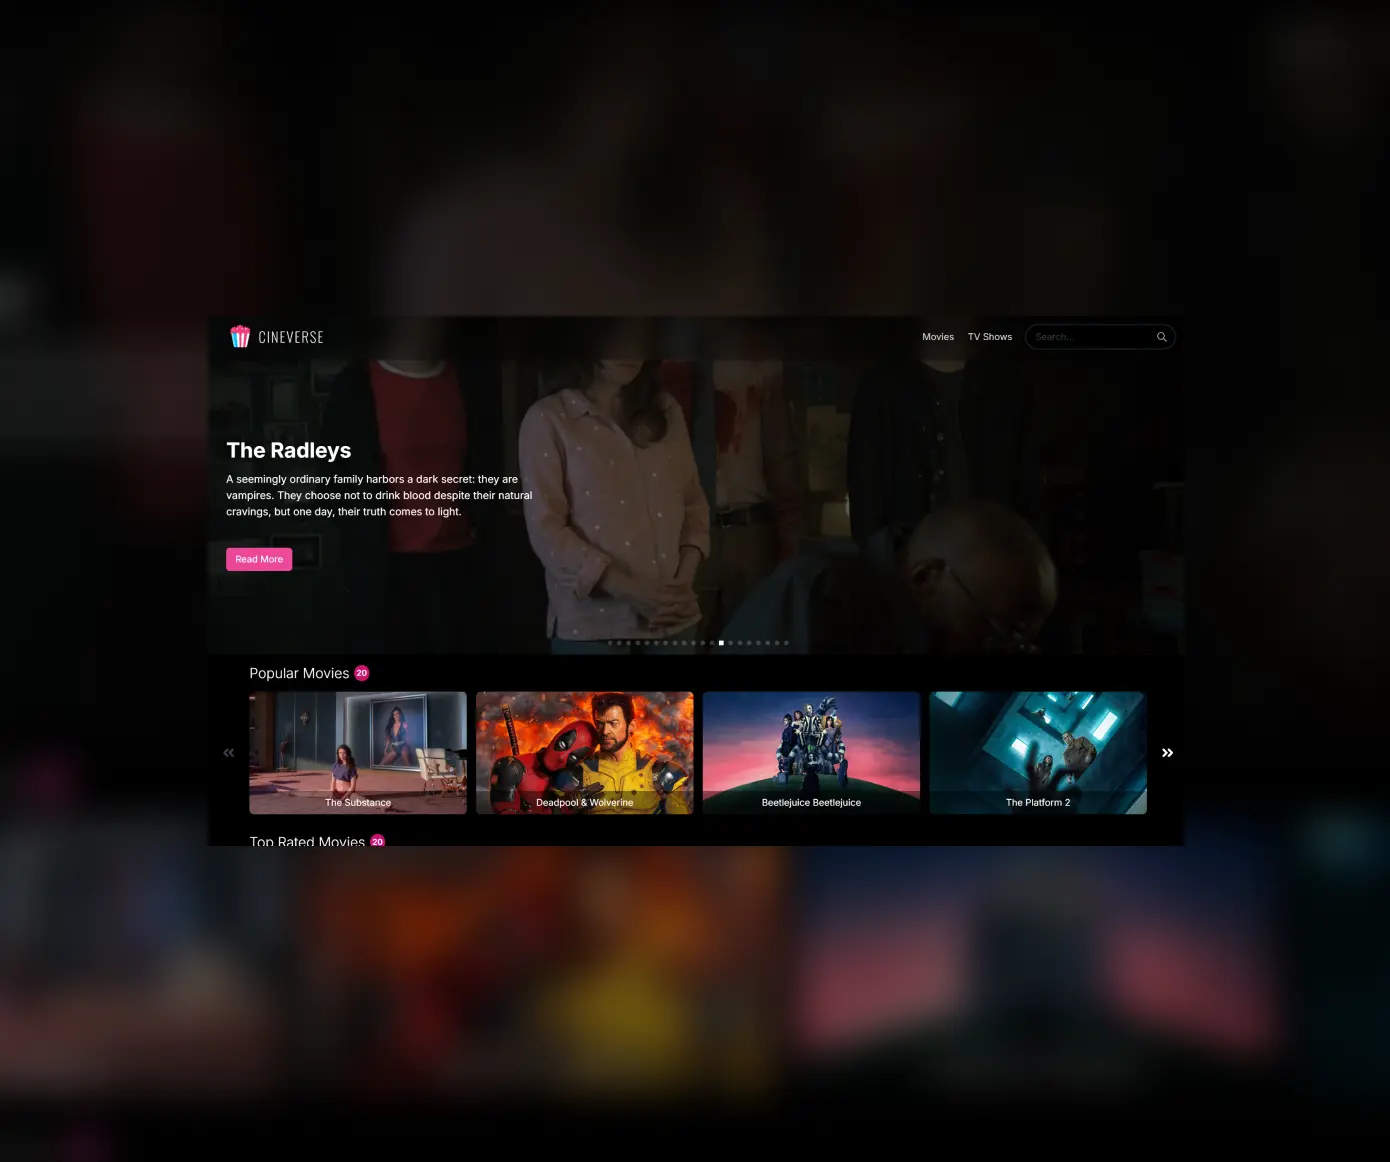 CINEVERSE
Movies
TV Shows
Search...
The Radleys
A seemingly ordinary family harbors a dark secret: they are
vampires. They choose not to drink blood despite their natural
cravings, but one day, their truth comes to light.
Read More
Popular Movies 20
The Substance
Deadpool & Wolverine
Beetlejuice Beetlejuice
The Platform 2
Top Rated Movies 20